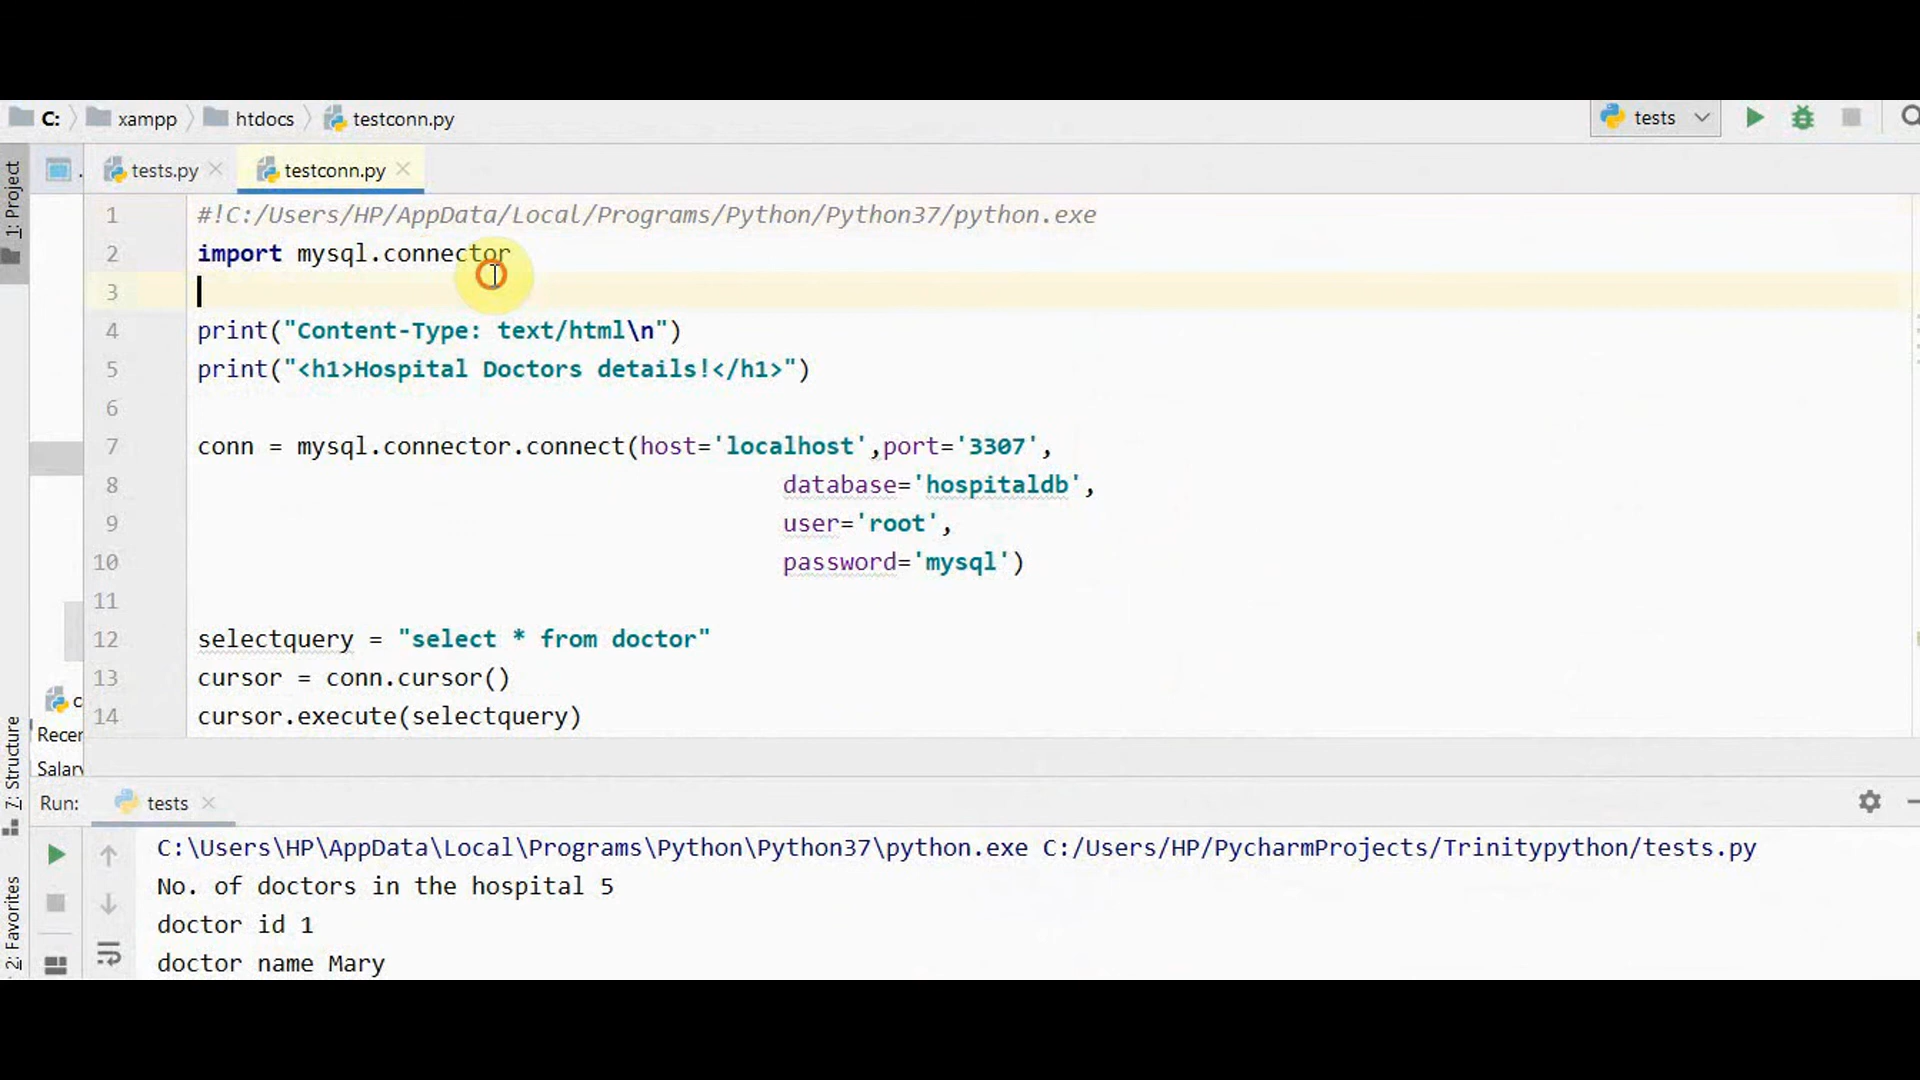 C: xampp htdocs testconn.py tests
tests.py testconn.py
1: Project
1 #!C:/Users/HP/AppData/Local/Programs/Python/Python37/python.exe
2 import mysql.connector
3
4 print("Content-Type: text/html\n")
5 print("<h1>Hospital Doctors details!</h1>")
6
7 conn = mysql.connector.connect(host='localhost',port='3307',
8 database='hospitaldb',
9 user='root',
10 password='mysql')
11
12 selectquery = "select * from doctor"
13 cursor = conn.cursor()
14 cursor.execute(selectquery)
c
Recen
Salary
7: Structure
2: Favorites
Run: tests
C:\Users\HP\AppData\Local\Programs\Python\Python37\python.exe C:/Users/HP/PycharmProjects/Trinitypython/tests.py
No. of doctors in the hospital 5
doctor id 1
doctor name Mary